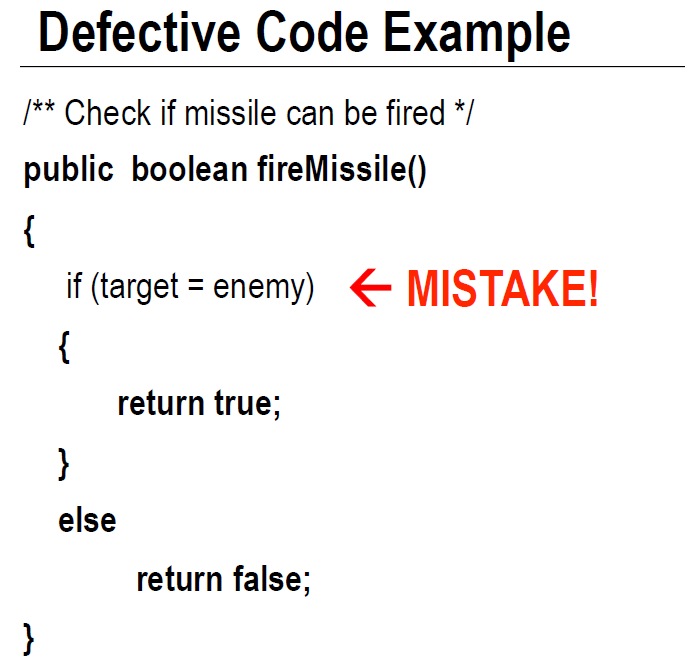 Defective Code Example
/** Check if missile can be fired */
public boolean fireMissile()
{
if (target = enemy) ← MISTAKE!
{
return true;
}
else
return false;
}